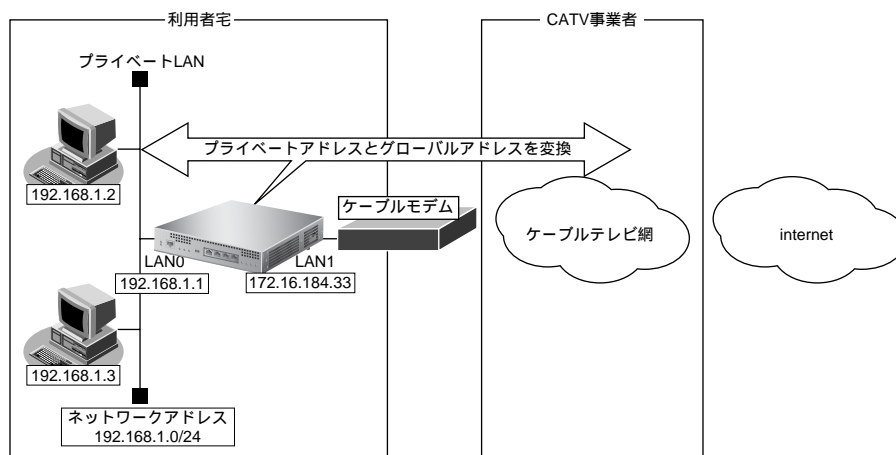 利用者宅
CATV事業者
プライベートLAN
プライベートアドレスとグローバルアドレスを変換
192.168.1.2
ケーブルモデム
ケーブルテレビ網
internet
LAN0
LAN1
192.168.1.1
172.16.184.33
192.168.1.3
ネットワークアドレス
192.168.1.0/24